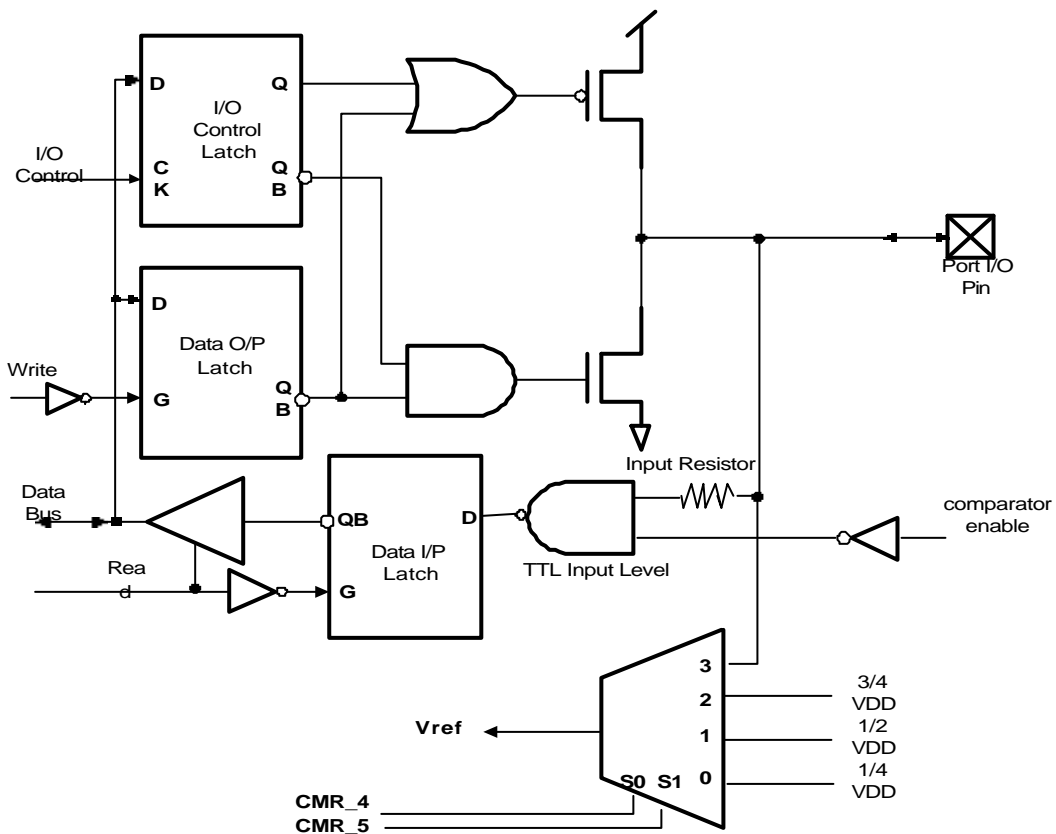 D
Q
I/O
Control
Latch
I/O
Control
C
K
Q
B
D
Data O/P
Latch
Write
G
Q
B
Port I/O
Pin
Input Resistor
Data
Bus
QB
D
Data I/P
Latch
TTL Input Level
comparator
enable
Rea
d
G
3
2
1
0
3/4
VDD
1/2
VDD
1/4
VDD
Vref
S0
S1
CMR_4
CMR_5